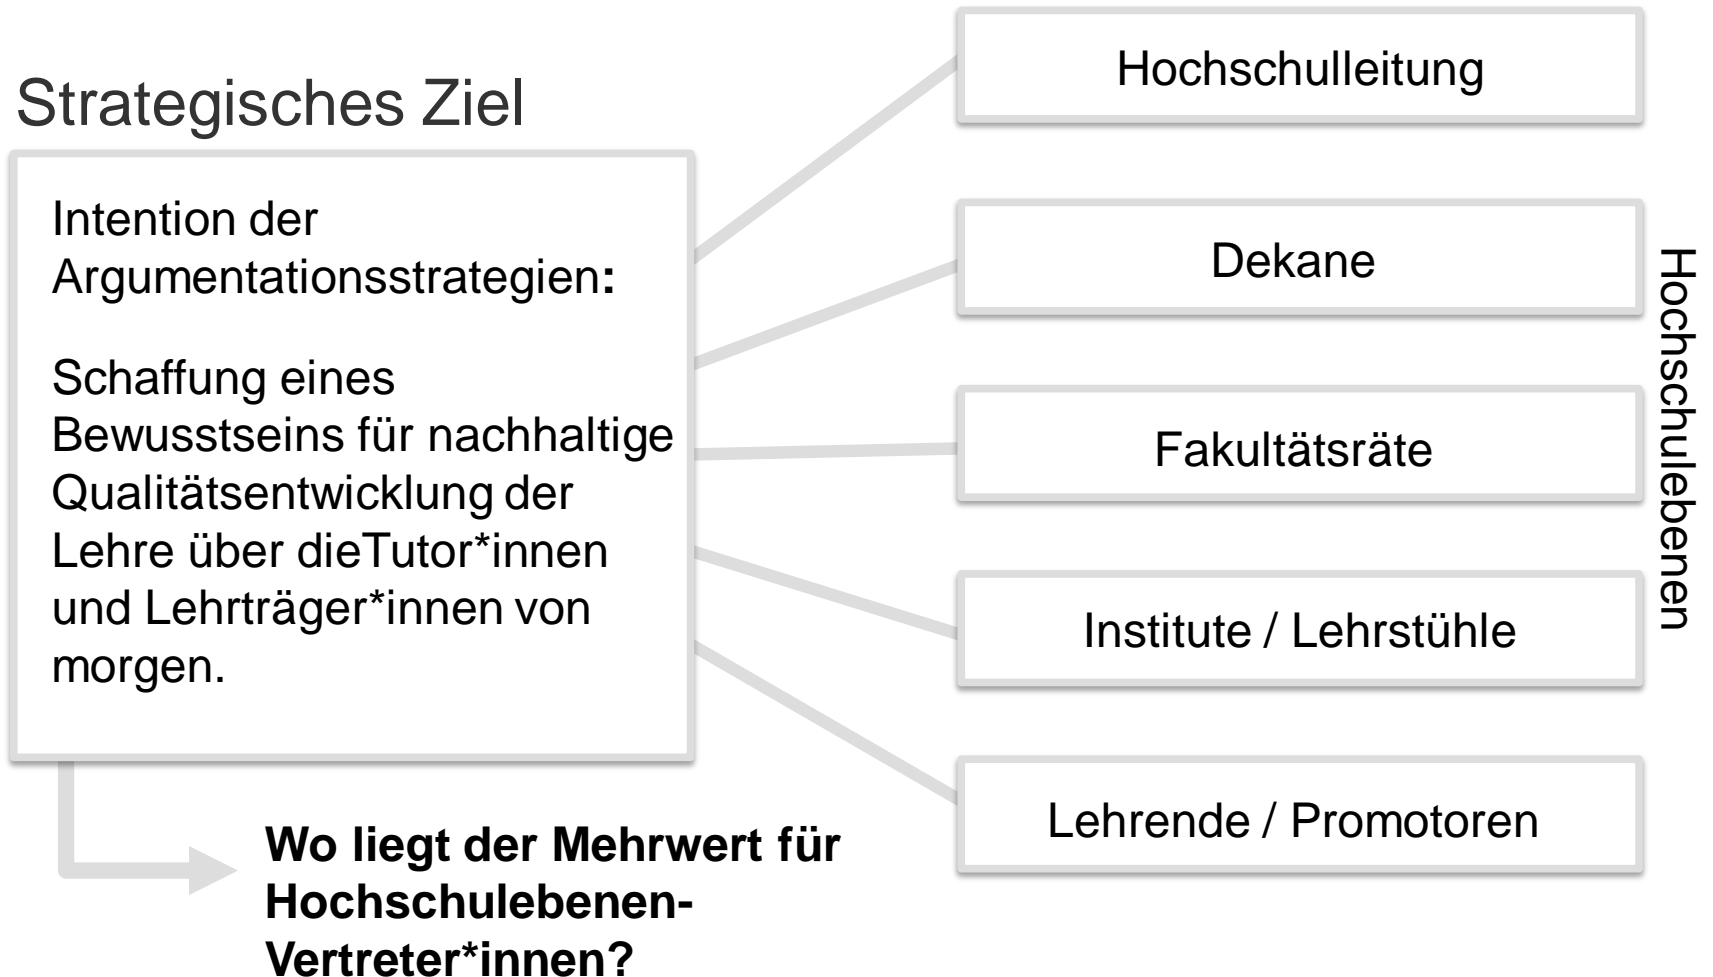 Strategisches Ziel
Intention der
Argumentationsstrategien:
Schaffung eines
Bewusstseins für nachhaltige
Qualitätsentwicklung der
Lehre über dieTutor*innen
und Lehrträger*innen von
morgen.
Wo liegt der Mehrwert für
Hochschulebenen-
Vertreter*innen?
Hochschulleitung
Dekane
Fakultätsräte
Institute / Lehrstühle
Lehrende / Promotoren
Hochschulebenen